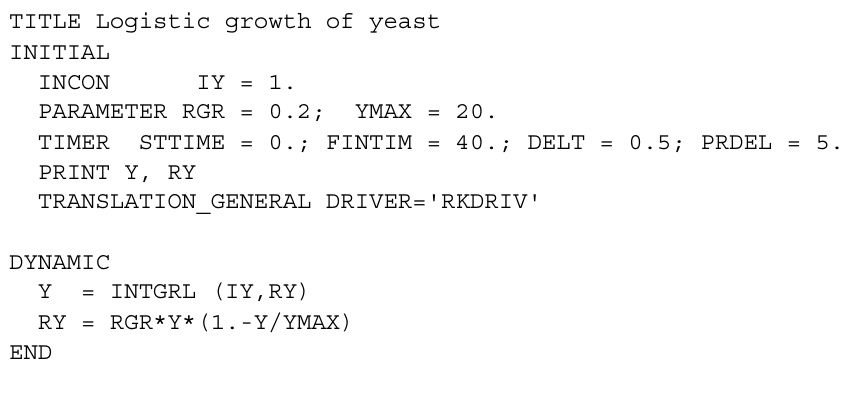 TITLE Logistic growth of yeast
INITIAL
  INCON      IY = 1.
  PARAMETER RGR = 0.2;  YMAX = 20.
  TIMER  STTIME = 0.; FINTIM = 40.; DELT = 0.5; PRDEL = 5.
  PRINT Y, RY
  TRANSLATION_GENERAL DRIVER='RKDRIV'

DYNAMIC
  Y  = INTGRL (IY,RY)
  RY = RGR*Y*(1.-Y/YMAX)
END